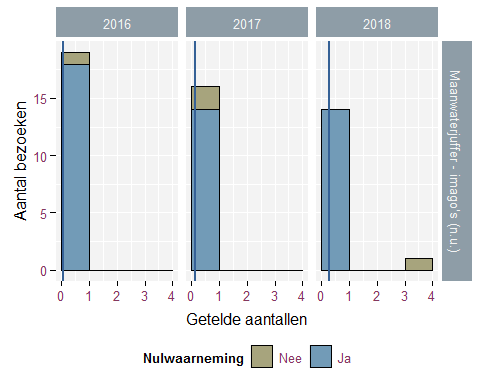 2016 2017 2018
Maanwaterjuffer - imago's (n.u.)
Aantal bezoeken
15
10
5
0
0 1 2 3 4 0 1 2 3 4 0 1 2 3 4
Getelde aantallen
Nulwaarneming Nee Ja